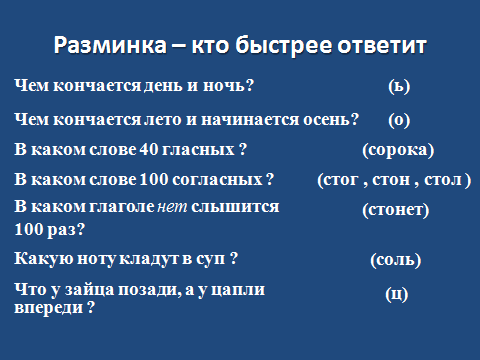 Разминка – кто быстрее ответит
Чем кончается день и ночь? (ь)
Чем кончается лето и начинается осень? (о)
В каком слове 40 гласных ? (сорока)
В каком слове 100 согласных ? (стог , стон , стол )
В каком глаголе нет слышится
100 раз? (стонет)
Какую ноту кладут в суп ? (соль)
Что у зайца позади, а у цапли
впереди ? (ц)